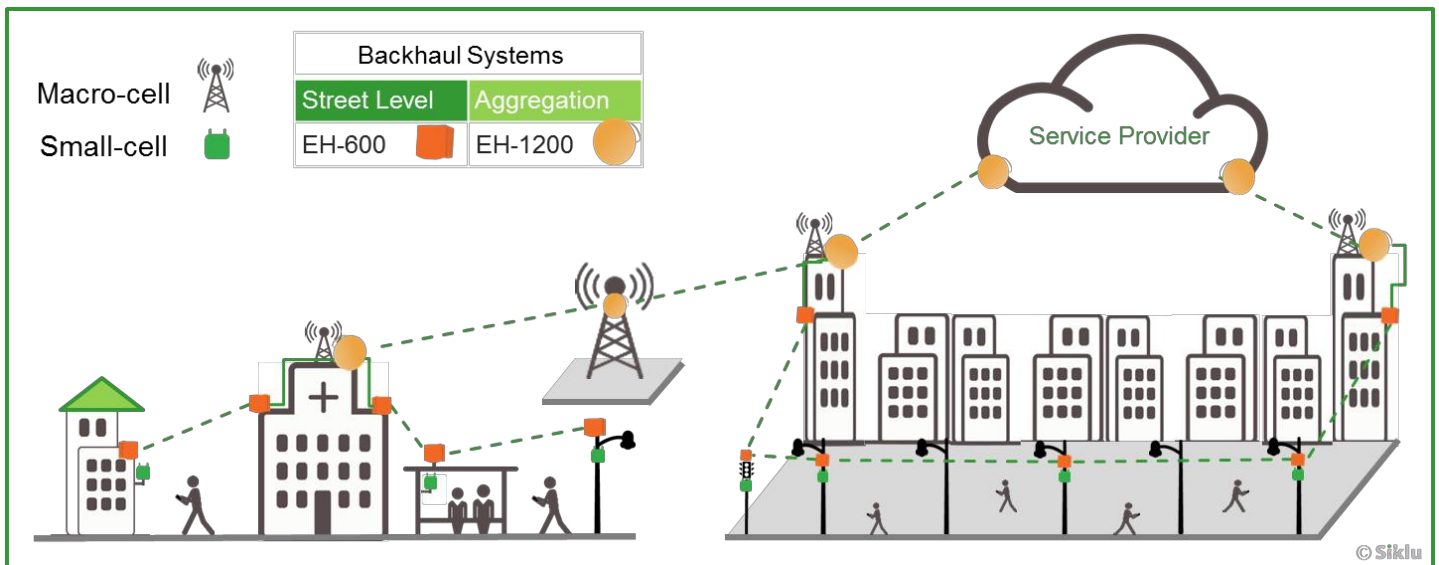 Macro-cell
Small-cell
Backhaul Systems
Street Level Aggregation
EH-600 EH-1200
Service Provider
© Siklu